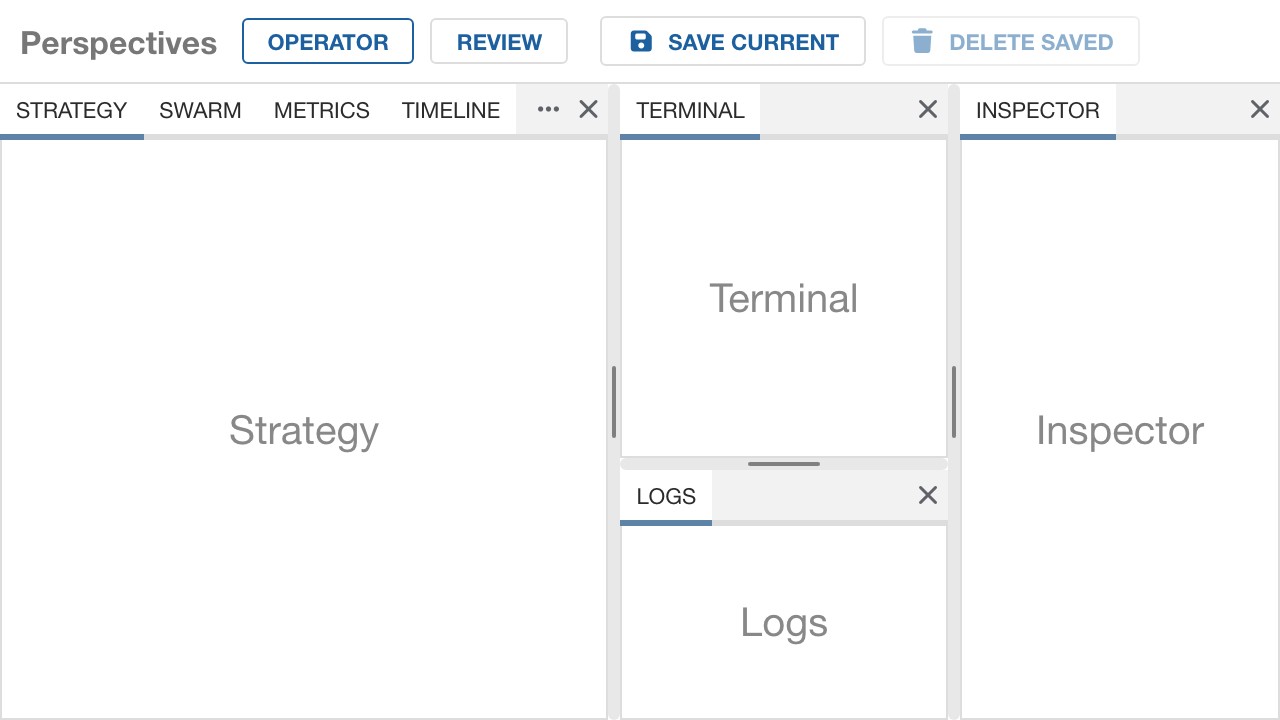 Perspectives OPERATOR REVIEW SAVE CURRENT DELETE SAVED
STRATEGY SWARM METRICS TIMELINE
Strategy
TERMINAL
Terminal
LOGS
Logs
INSPECTOR
Inspector